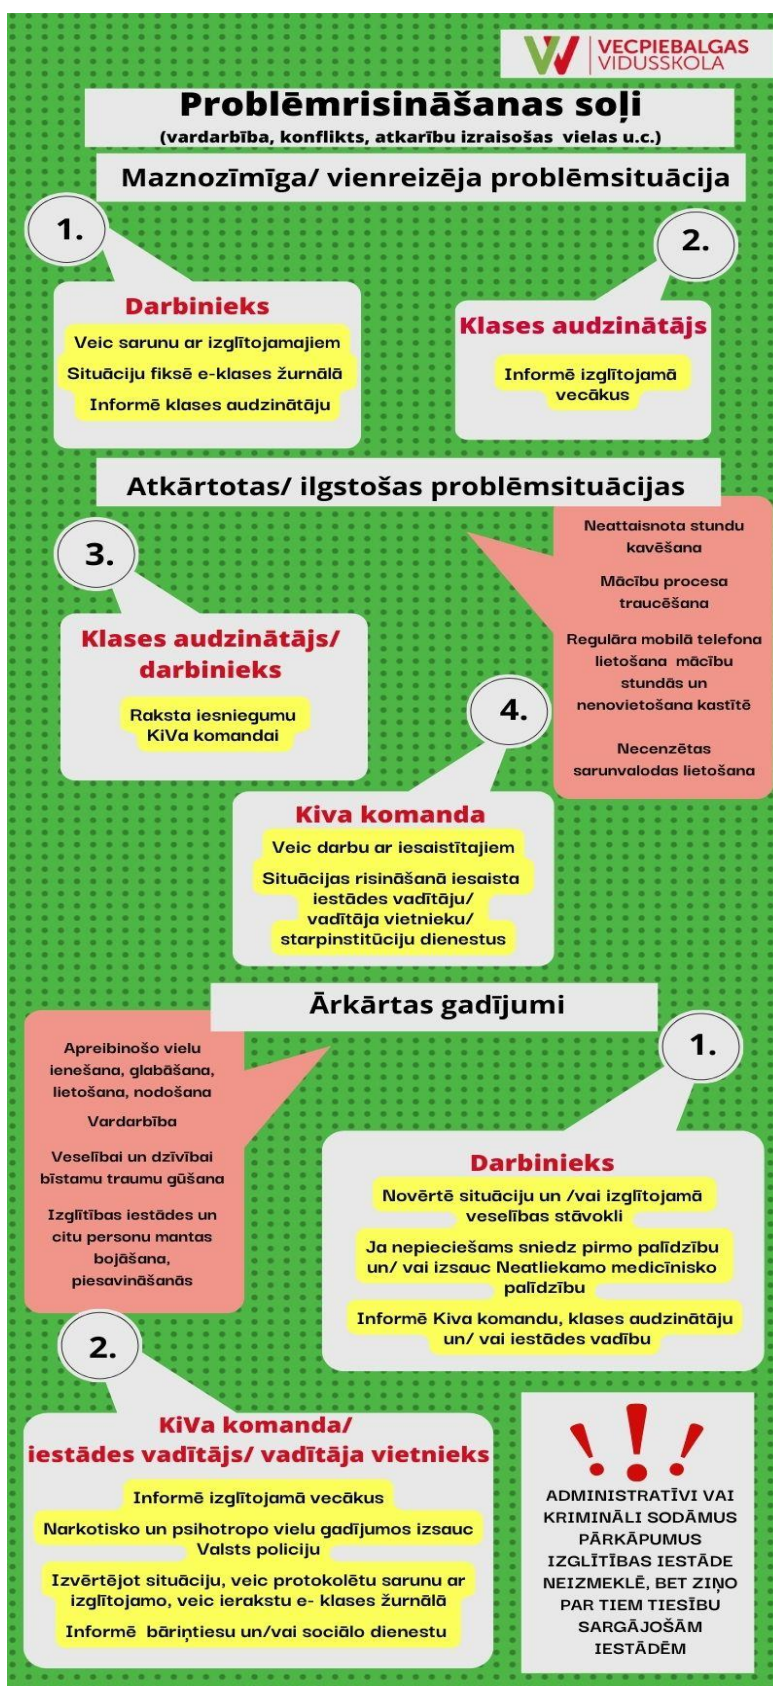 VECPIEBALGAS
VIDUSSKOLA
Problēmrisināšanas soļi
(vardarbība, konflikts, atkarību izraisošas vielas u.c.)
Maznozīmīga/ vienreizēja problēmsituācija
1.
Darbinieks
Veic sarunu ar izglītojamajiem
Situāciju fiksē e-klases žurnālā
Informē klases audzinātāju
2.
Klases audzinātājs
Informē izglītojamā
vecākus
Atkārtotas/ ilgstošas problēmsituācijas
Neattaisnota stundu
kavēšana
Mācību procesa
traucēšana
Regulāra mobilā telefona
lietošana mācību
stundās un
nenovietošana kastītē
Necenzētas
sarunvalodas lietošana
3.
Klases audzinātājs/
darbinieks
Raksta iesniegumu
KiVa komandai
4.
Kiva komanda
Veic darbu ar iesaistītajiem
Situācijas risināšanā iesaista
iestādes vadītāju/
vadītāja vietnieku/
starpinstitūciju dienestus
Ārkārtas gadījumi
Apreibinošo vielu
ienešana, glabāšana,
lietošana, nodošana
Vardarbība
Veselībai un dzīvībai
bīstamu traumu gūšana
Izglītības iestādes un
citu personu mantas
bojāšana,
piesavināšanās
1.
Darbinieks
Novērtē situāciju un /vai izglītojamā
veselības stāvokli
Ja nepieciešams sniedz pirmo palīdzību
un/ vai izsauc Neatliekamo medicīnisko
palīdzību
Informē Kiva komandu, klases audzinātāju
un/ vai iestādes vadību
2.
KiVa komanda/
iestādes vadītājs/ vadītāja vietnieks
Informē izglītojamā vecākus
Narkotisko un psihotropo vielu gadījumos izsauc
Valsts policiju
Izvērtējot situāciju, veic protokolētu sarunu ar
izglītojamo, veic ierakstu e- klases žurnālā
Informē bāriņtiesu un/vai sociālo dienestu
!!!
ADMINISTRATĪVI VAI
KRIMINĀLI SODĀMUS
PĀRKĀPUMUS
IZGLĪTĪBAS IESTĀDE
NEIZMEKLĒ, BET ZIŅO
PAR TIEM TIESĪBU
SARGĀJOŠĀM
IESTĀDĒM